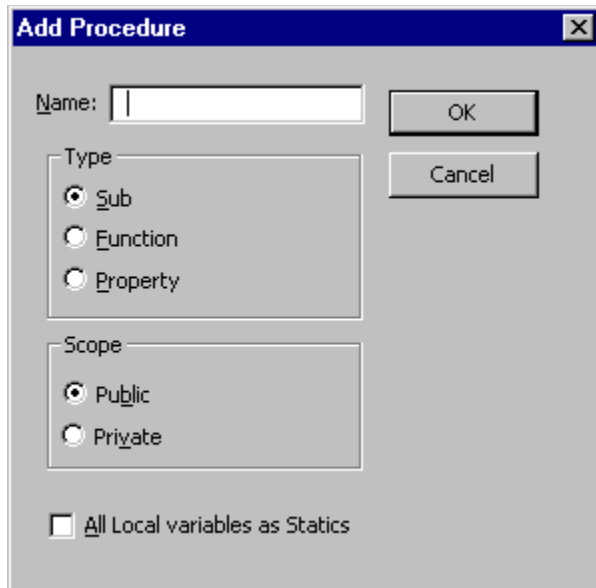 Add Procedure
Name:
OK
Type
Cancel
Sub
Function
Property
Scope
Public
Private
All Local variables as Statics